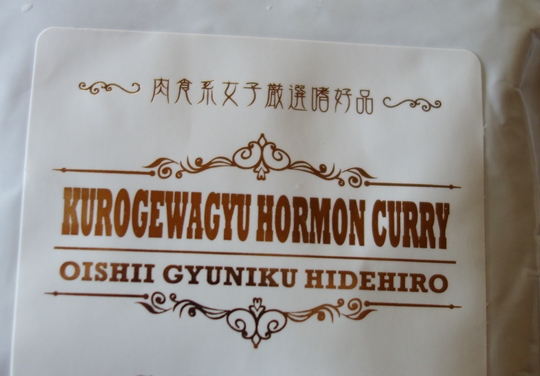 肉食系女子厳選嗜好品
KUROGEWAGYU HORMON CURRY
OISHII GYUNIKU HIDEHIRO